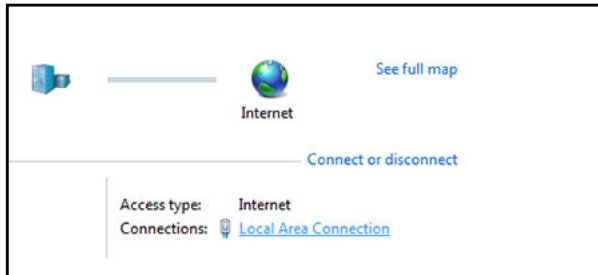 See full map
Internet
Connect or disconnect
Access type: Internet
Connections: Local Area Connection